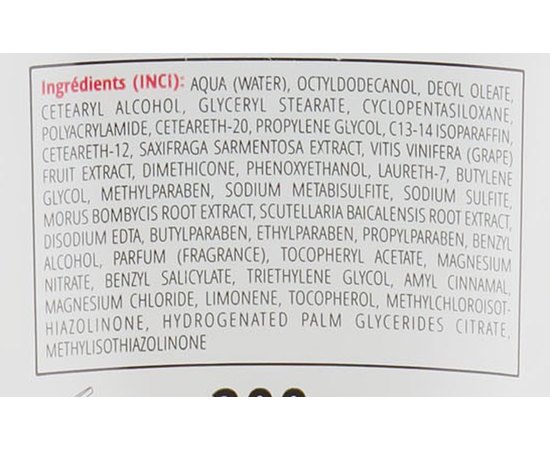 Ingrédients (INCI): AQUA (WATER), OCTYLDODECANOL, DECYL OLEATE,
CETEARYL ALCOHOL, GLYCERYL STEARATE, CYCLOPENTASILOXANE,
POLYACRYLAMIDE, CETEARETH-20, PROPYLENE GLYCOL, C13-14 ISOPARAFFIN,
CETEARETH-12, SAXIFRAGA SARMENTOSA EXTRACT, VITIS VINIFERA (GRAPE)
FRUIT EXTRACT, DIMETHICONE, PHENOXYETHANOL, LAURETH-7, BUTYLENE
GLYCOL, METHYLPARABEN, SODIUM METABISULFITE, SODIUM SULFITE,
MORUS BOMBYCIS ROOT EXTRACT, SCUTELLARIA BAICALENSIS ROOT EXTRACT,
DISODIUM EDTA, BUTYLPARABEN, ETHYLPARABEN, PROPYLPARABEN, BENZYL
ALCOHOL, PARFUM (FRAGRANCE), TOCOPHERYL ACETATE, MAGNESIUM
NITRATE, BENZYL SALICYLATE, TRIETHYLENE GLYCOL, AMYL CINNAMAL,
MAGNESIUM CHLORIDE, LIMONENE, TOCOPHEROL, METHYLCHLOROISOT-
HIAZOLINONE, HYDROGENATED PALM GLYCERIDES CITRATE,
METHYLISOTHIAZOLINONE